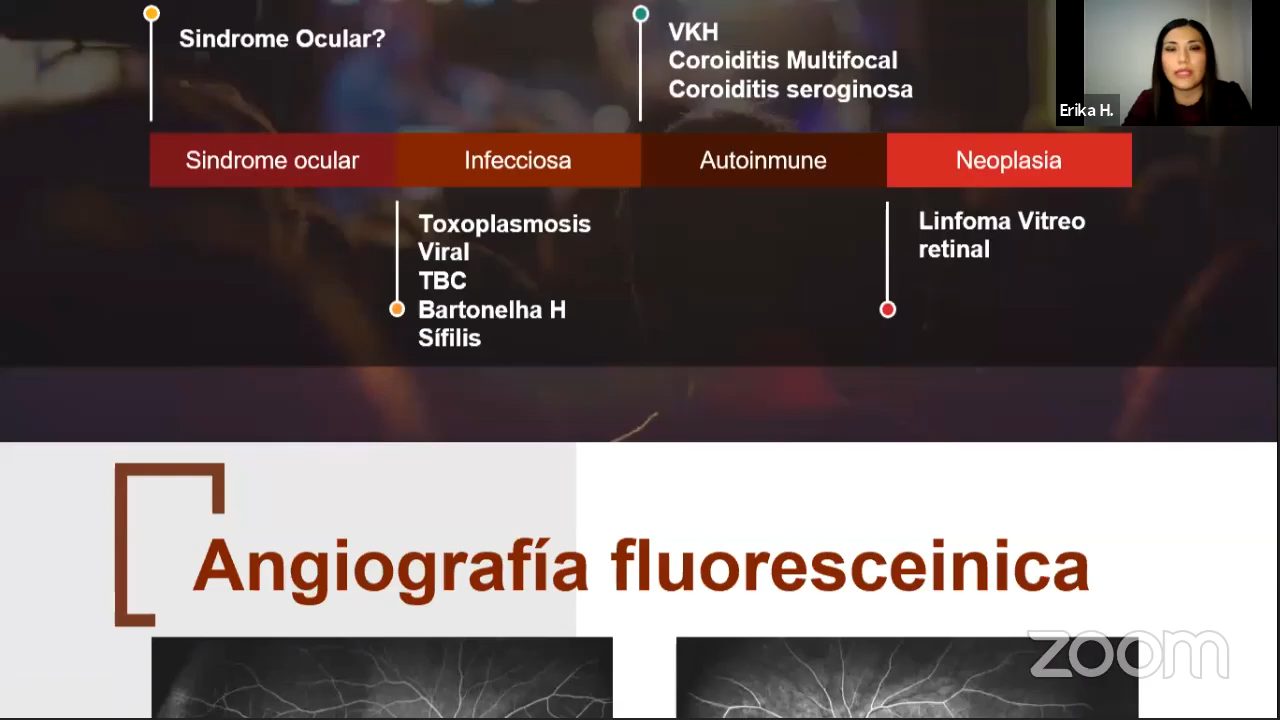 Sindrome Ocular?
VKH
Coroiditis Multifocal
Coroiditis seroginosa
Erika H.
Sindrome ocular
Infecciosa
Autoinmune
Neoplasia
Toxoplasmosis
Viral
TBC
Bartonelha H
Sífilis
Linfoma Vitreo
retinal
Angiografía fluoresceinica
zoom